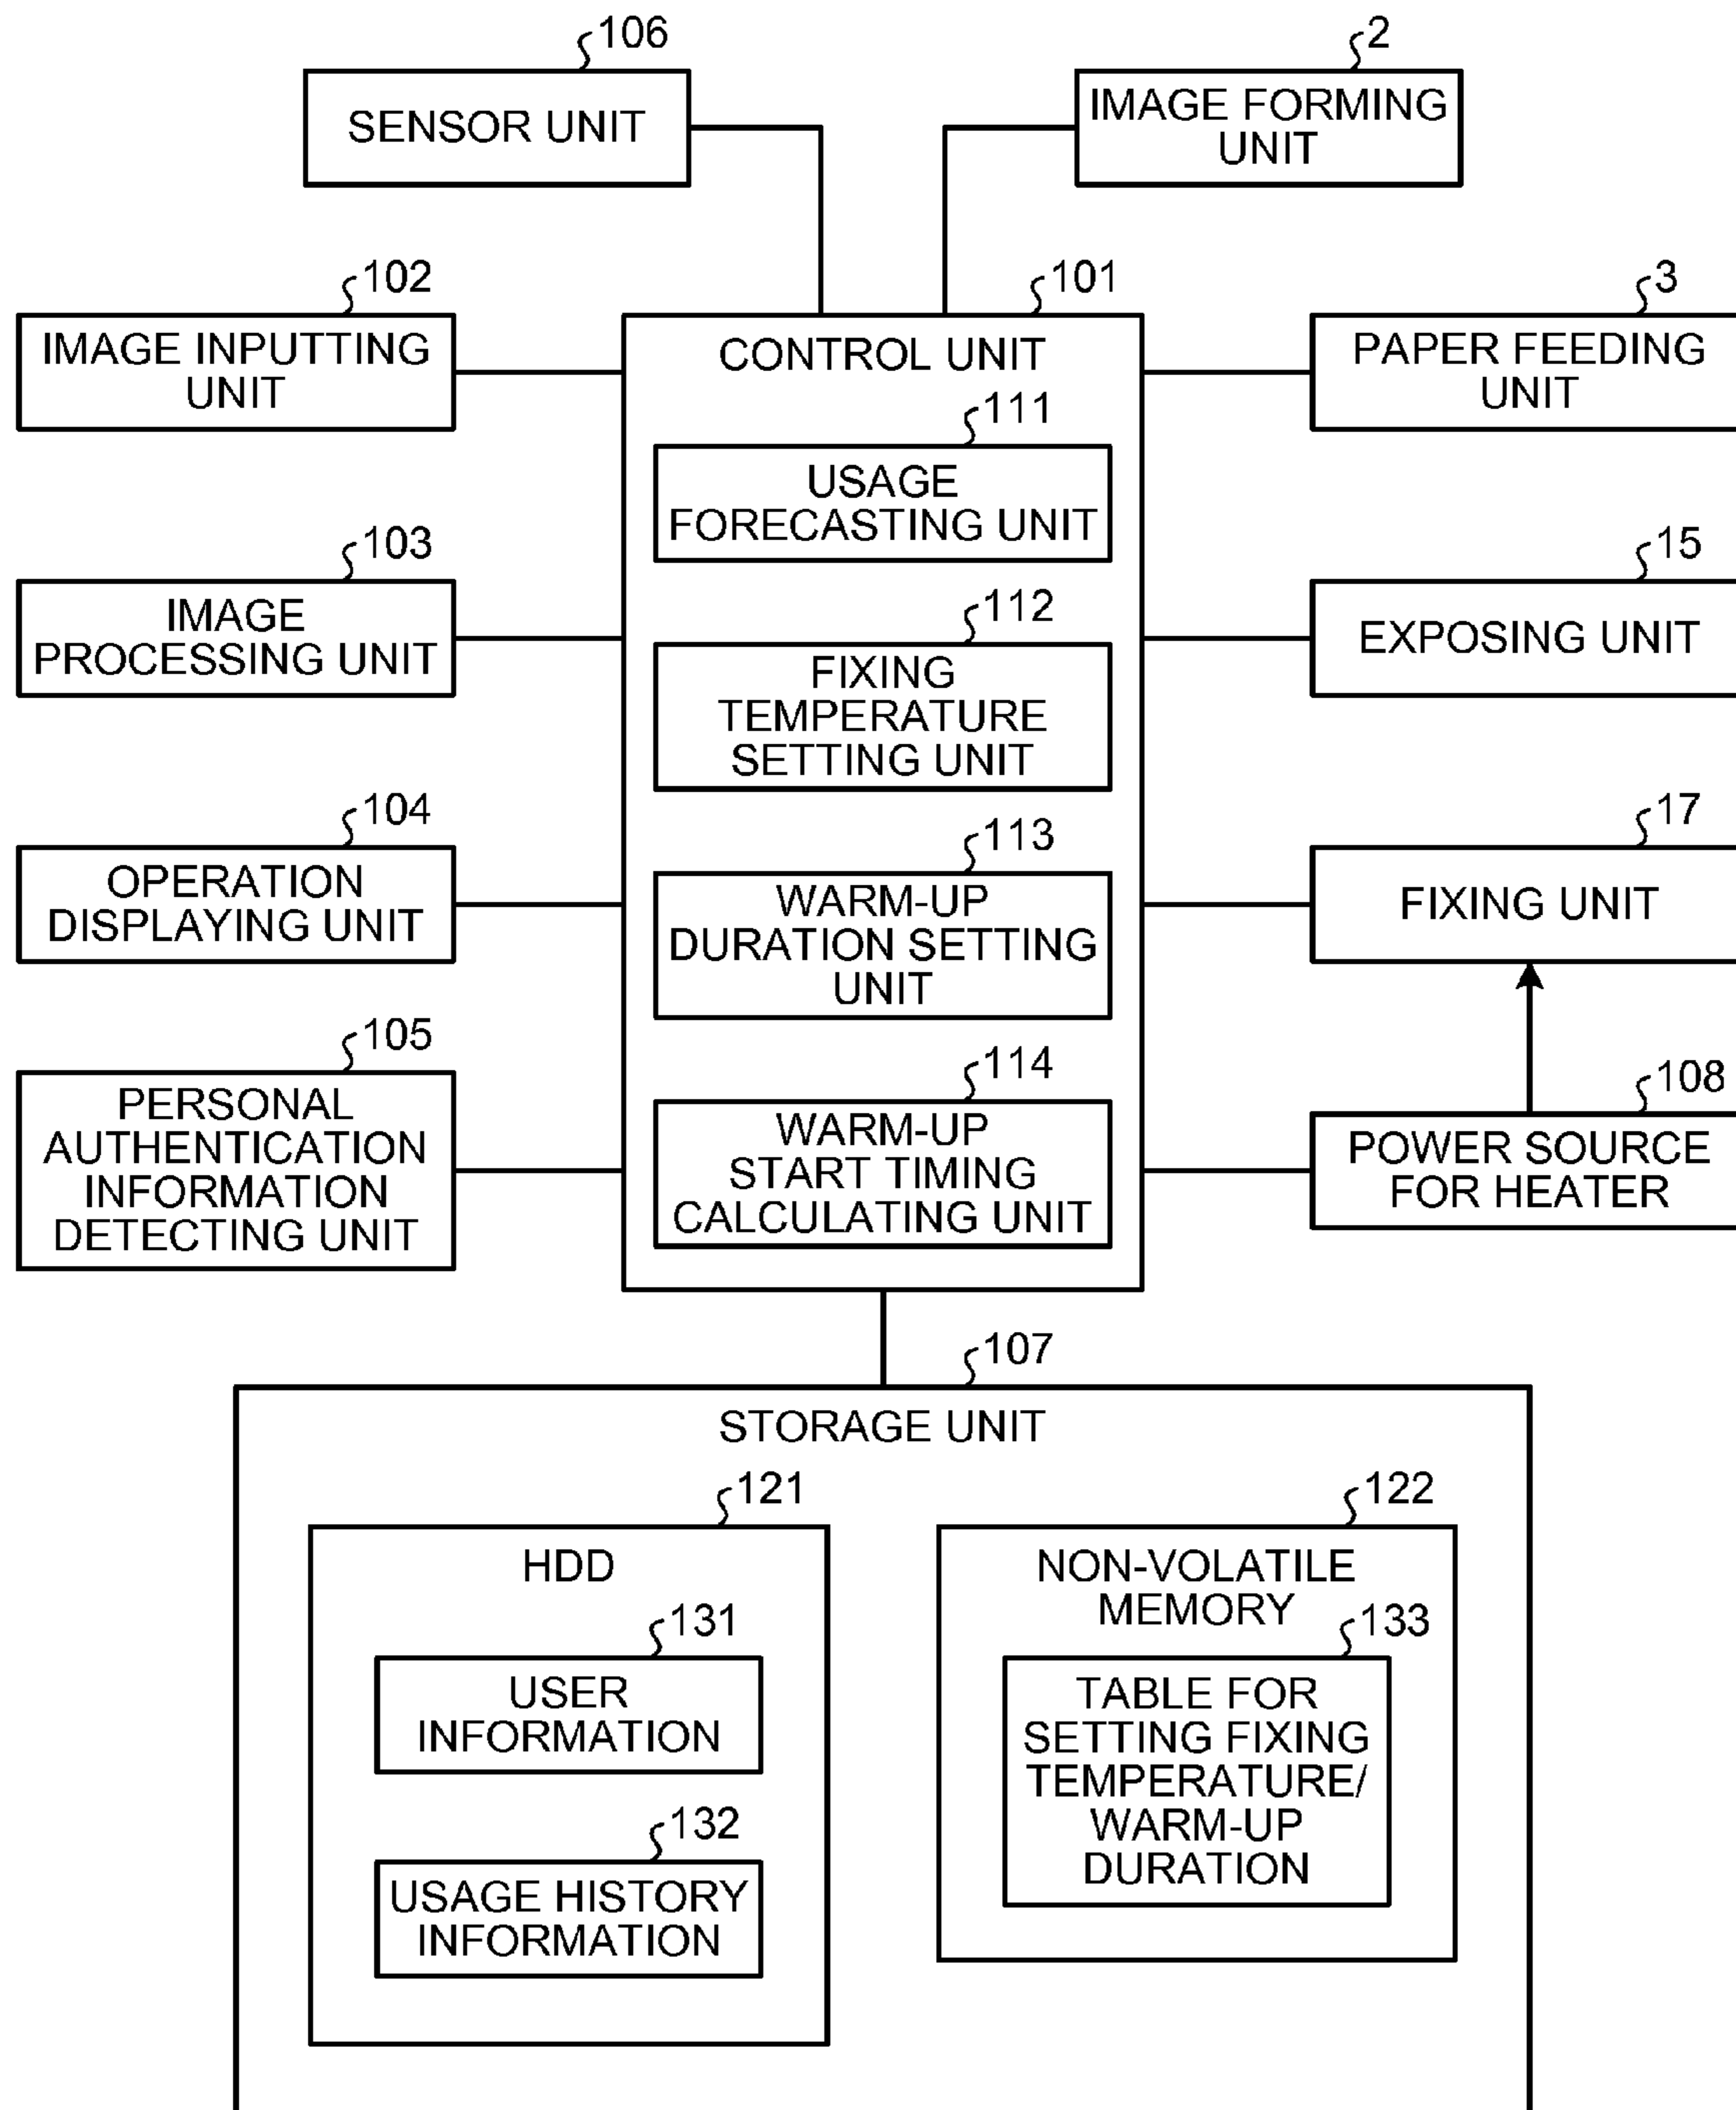 106
SENSOR UNIT
2
IMAGE FORMING
UNIT
102
IMAGE INPUTTING
UNIT
101
CONTROL UNIT
3
PAPER FEEDING
UNIT
111
USAGE
FORECASTING UNIT
103
IMAGE
PROCESSING UNIT
15
EXPOSING UNIT
112
FIXING
TEMPERATURE
SETTING UNIT
104
OPERATION
DISPLAYING UNIT
113
WARM-UP
DURATION SETTING
UNIT
17
FIXING UNIT
105
PERSONAL
AUTHENTICATION
INFORMATION
DETECTING UNIT
114
WARM-UP
START TIMING
CALCULATING UNIT
108
POWER SOURCE
FOR HEATER
107
STORAGE UNIT
121
HDD
131
USER
INFORMATION
132
USAGE HISTORY
INFORMATION
122
NON-VOLATILE
MEMORY
133
TABLE FOR
SETTING FIXING
TEMPERATURE/
WARM-UP
DURATION